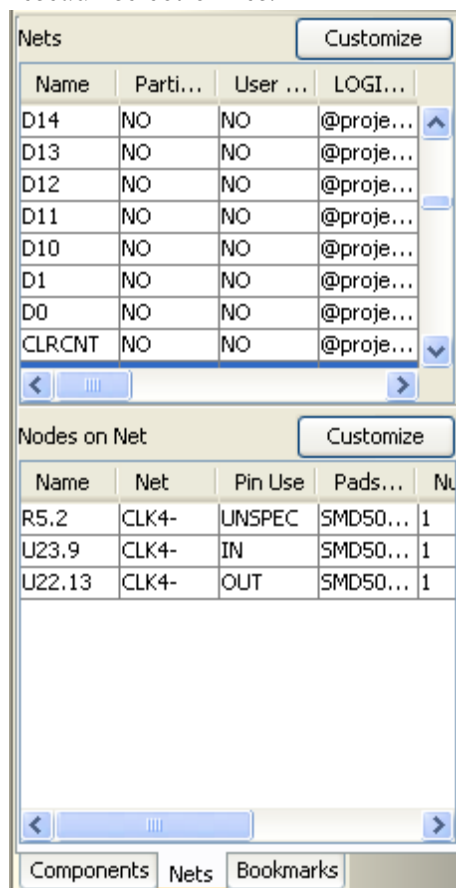 Nets Customize
Name Parti... User ... LOGI...
D14 NO NO @proje...
D13 NO NO @proje...
D12 NO NO @proje...
D11 NO NO @proje...
D10 NO NO @proje...
D1 NO NO @proje...
D0 NO NO @proje...
CLRCNT NO NO @proje...
Nodes on Net Customize
Name Net Pin Use Pads... Nu
R5.2 CLK4- UNSPEC SMD50... 1
U23.9 CLK4- IN SMD50... 1
U22.13 CLK4- OUT SMD50... 1
Components Nets Bookmarks